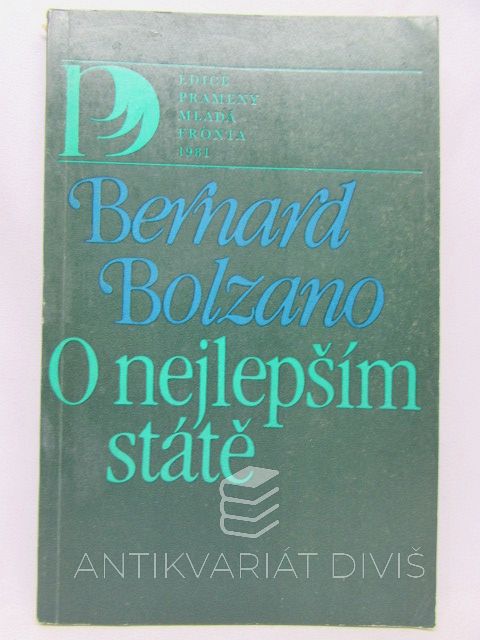 EDICE
PRAMENY
MLADÁ
FRONTA
1981
Bernard
Bolzano
O nejlepším
státě
ANTIKVARIÁT DIVIŠ